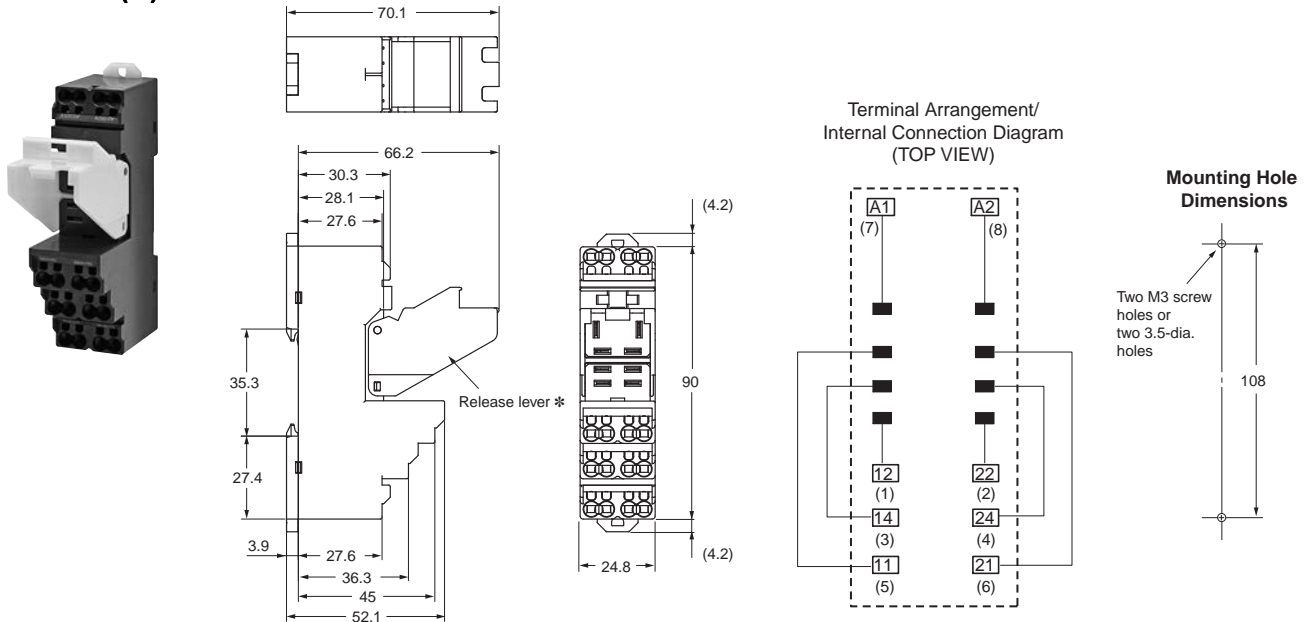 70.1
66.2
30.3
28.1
27.6
35.3
27.4
3.9
27.6
36.3
45
52.1
Release lever ✻
(4.2)
90
24.8
(4.2)
Terminal Arrangement/
Internal Connection Diagram
(TOP VIEW)
A1 A2
(7) (8)
12 22
(1) (2)
14 24
(3) (4)
11 21
(5) (6)
Mounting Hole
Dimensions
Two M3 screw
holes or
two 3.5-dia.
holes
108